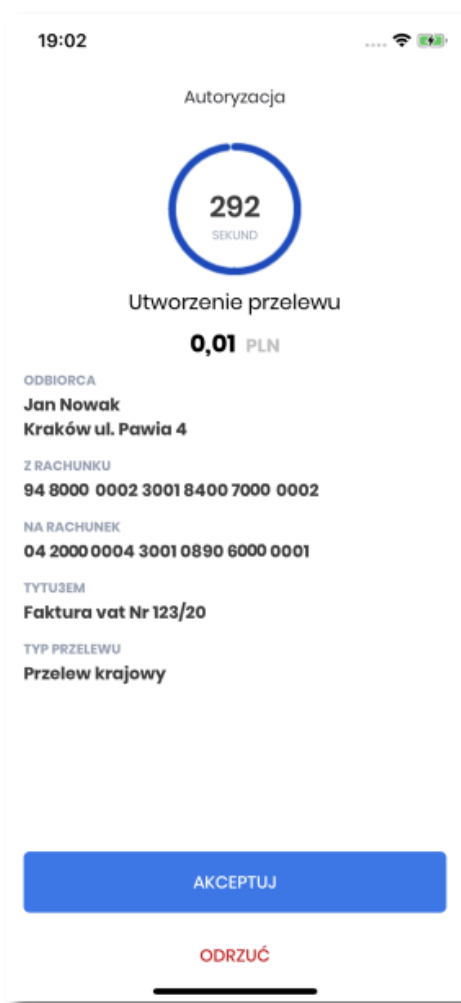 19:02
Autoryzacja
292
SEKUND
Utworzenie przelewu
0,01 PLN
ODBIORCA
Jan Nowak
Kraków ul. Pawia 4
Z RACHUNKU
94 8000 0002 3001 8400 7000 0002
NA RACHUNEK
04 2000 0004 3001 0890 6000 0001
TYTU3EM
Faktura vat Nr 123/20
TYP PRZELEWU
Przelew krajowy
AKCEPTUJ
ODRZUĆ